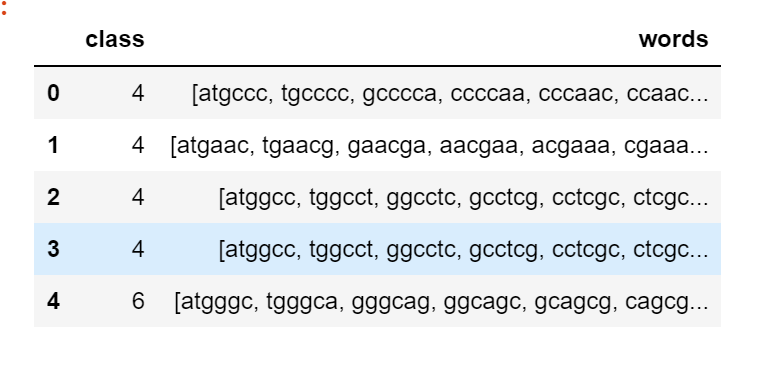 :
class words
0 4 [atgccc, tgcccc, gcccca, ccccaa, cccaac, ccaac...
1 4 [atgaac, tgaacg, gaacga, aacgaa, acgaaa, cgaaa...
2 4 [atggcc, tggcct, ggcctc, gcctcg, cctcgc, ctcgc...
3 4 [atggcc, tggcct, ggcctc, gcctcg, cctcgc, ctcgc...
4 6 [atgggc, tgggca, gggcag, ggcagc, gcagcg, cagcg...